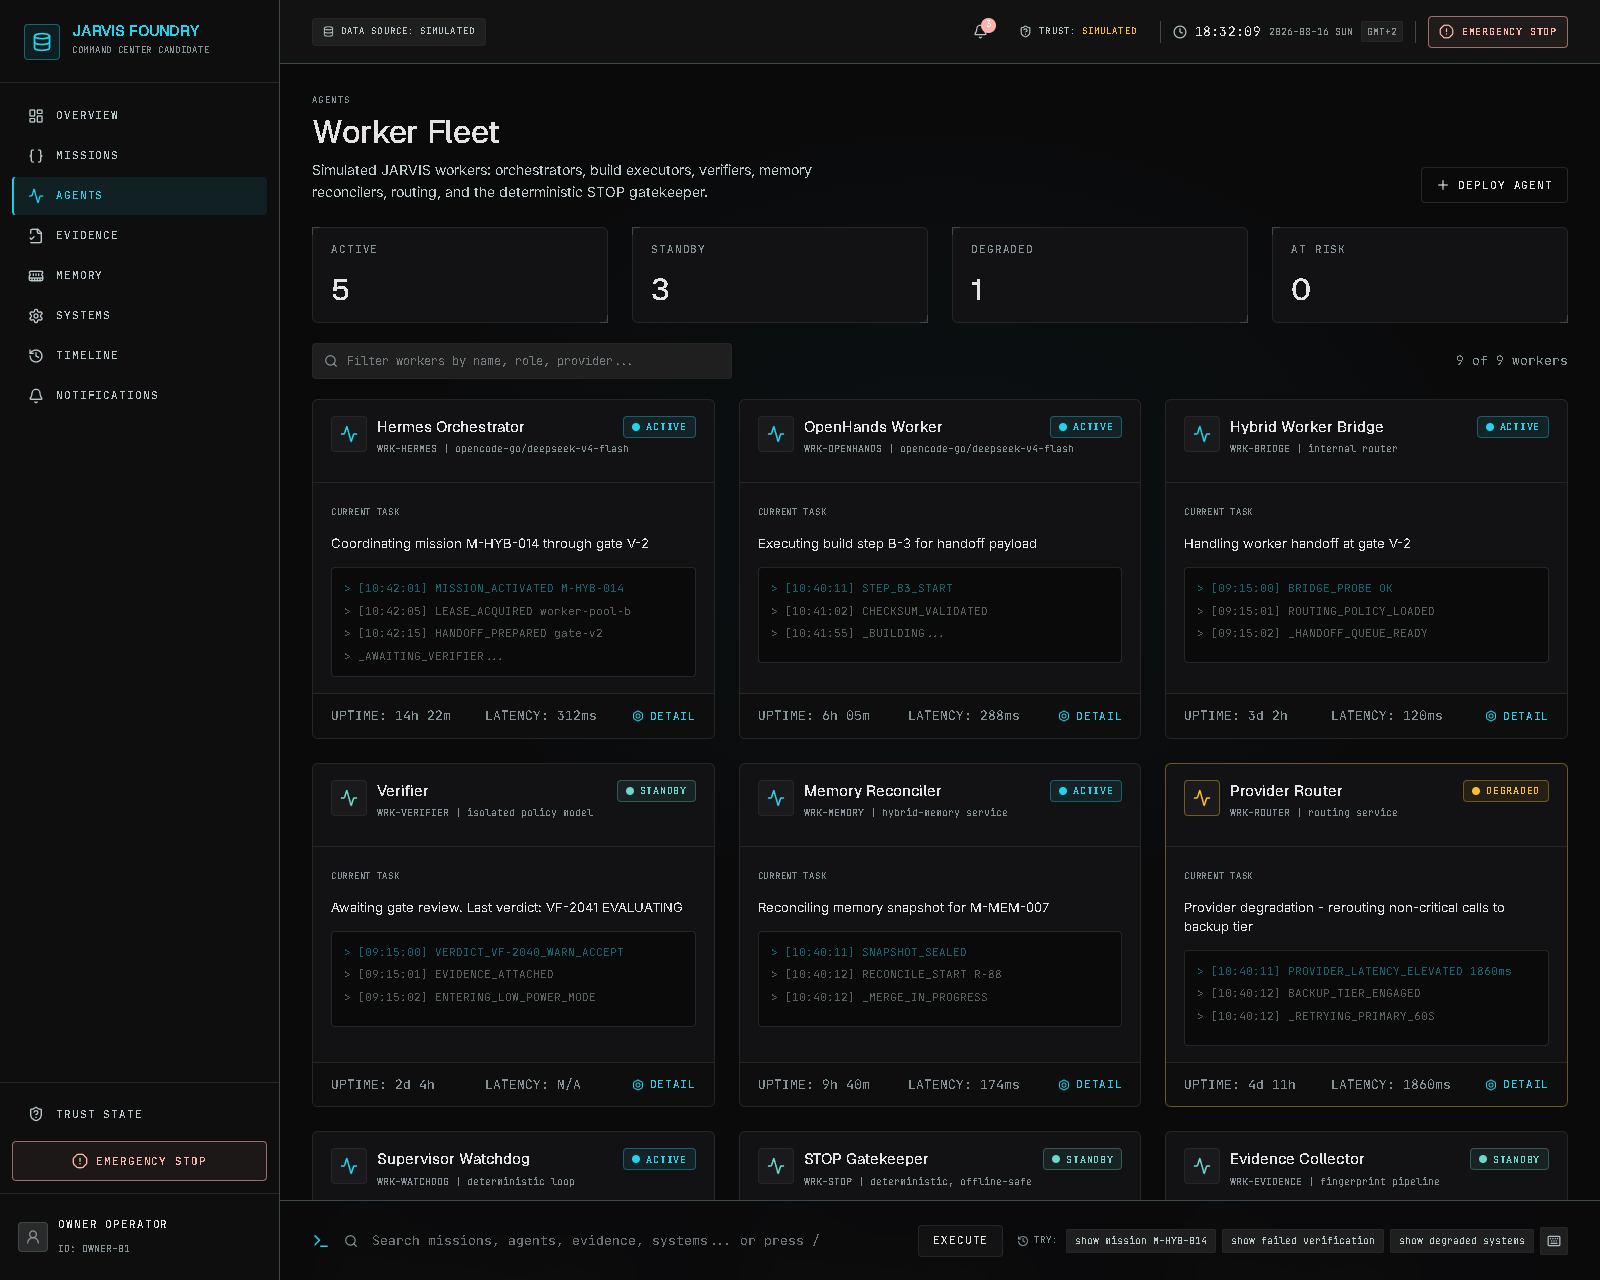 JARVIS FOUNDRY
COMMAND CENTER CANDIDATE
OVERVIEW
MISSIONS
AGENTS
EVIDENCE
MEMORY
SYSTEMS
TIMELINE
NOTIFICATIONS
TRUST STATE
EMERGENCY STOP
OWNER OPERATOR
ID: OWNER-01
DATA SOURCE: SIMULATED
3
TRUST: SIMULATED
18:32:09 2026-08-16 SUN GMT+2
EMERGENCY STOP
AGENTS
Worker Fleet
Simulated JARVIS workers: orchestrators, build executors, verifiers, memory
reconcilers, routing, and the deterministic STOP gatekeeper.
+ DEPLOY AGENT
ACTIVE
5
STANDBY
3
DEGRADED
1
AT RISK
0
Filter workers by name, role, provider...
9 of 9 workers
Hermes Orchestrator
ACTIVE
WRK-HERMES | opencode-go/deepseek-v4-flash
CURRENT TASK
Coordinating mission M-HYB-014 through gate V-2
> [10:42:01] MISSION_ACTIVATED M-HYB-014
> [10:42:05] LEASE_ACQUIRED worker-pool-b
> [10:42:15] HANDOFF_PREPARED gate-v2
> _AWAITING_VERIFIER...
UPTIME: 14h 22m LATENCY: 312ms DETAIL
OpenHands Worker
ACTIVE
WRK-OPENHANDS | opencode-go/deepseek-v4-flash
CURRENT TASK
Executing build step B-3 for handoff payload
> [10:40:11] STEP_B3_START
> [10:41:02] CHECKSUM_VALIDATED
> [10:41:55] _BUILDING...
UPTIME: 6h 05m LATENCY: 288ms DETAIL
Hybrid Worker Bridge
ACTIVE
WRK-BRIDGE | internal router
CURRENT TASK
Handling worker handoff at gate V-2
> [09:15:00] BRIDGE_PROBE OK
> [09:15:01] ROUTING_POLICY_LOADED
> [09:15:02] _HANDOFF_QUEUE_READY
UPTIME: 3d 2h LATENCY: 120ms DETAIL
Verifier
STANDBY
WRK-VERIFIER | isolated policy model
CURRENT TASK
Awaiting gate review. Last verdict: VF-2041 EVALUATING
> [09:15:00] VERDICT_VF-2040_WARN_ACCEPT
> [09:15:01] EVIDENCE_ATTACHED
> [09:15:02] ENTERING_LOW_POWER_MODE
UPTIME: 2d 4h LATENCY: N/A DETAIL
Memory Reconciler
ACTIVE
WRK-MEMORY | hybrid-memory service
CURRENT TASK
Reconciling memory snapshot for M-MEM-007
> [10:40:11] SNAPSHOT_SEALED
> [10:40:12] RECONCILE_START R-88
> [10:40:12] _MERGE_IN_PROGRESS
UPTIME: 9h 40m LATENCY: 174ms DETAIL
Provider Router
DEGRADED
WRK-ROUTER | routing service
CURRENT TASK
Provider degradation - rerouting non-critical calls to
backup tier
> [10:40:11] PROVIDER_LATENCY_ELEVATED 1860ms
> [10:40:12] BACKUP_TIER_ENGAGED
> [10:40:12] _RETRYING_PRIMARY_60S
UPTIME: 4d 11h LATENCY: 1860ms DETAIL
Supervisor Watchdog
ACTIVE
WRK-WATCHDOG | deterministic loop
STOP Gatekeeper
STANDBY
WRK-STOP | deterministic, offline-safe
Evidence Collector
STANDBY
WRK-EVIDENCE | fingerprint pipeline
Search missions, agents, evidence, systems... or press /
EXECUTE
TRY: show mission M-HYB-014 show failed verification show degraded systems